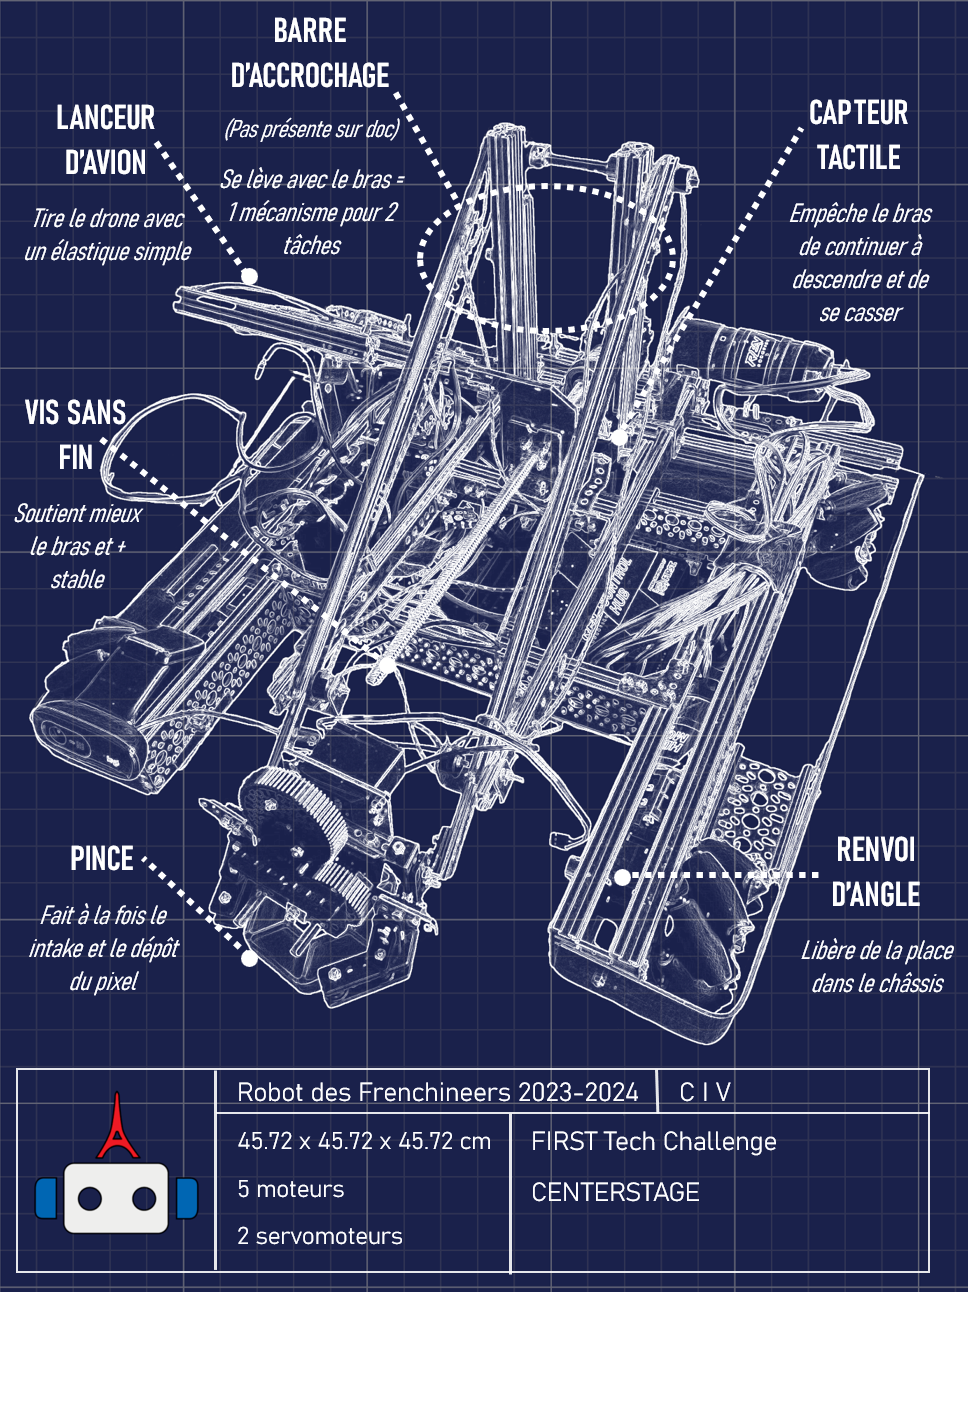 BARRE
D'ACCROCHAGE
(Pas présente sur doc)
Se lève avec le bras =
1 mécanisme pour 2
tâches
LANCEUR
D'AVION
Tire le drone avec
un élastique simple
CAPTEUR
TACTILE
Empêche le bras
de continuer à
descendre et de
se casser
VIS SANS
FIN
Soutient mieux
le bras et +
stable
REV
CONTROL
HUB
PINCE
Fait à la fois le
intake et le dépôt
du pixel
RENVOI
D'ANGLE
Libère de la place
dans le châssis
Robot des Frenchineers 2023-2024
C I V
45.72 x 45.72 x 45.72 cm
5 moteurs
2 servomoteurs
FIRST Tech Challenge
CENTERSTAGE